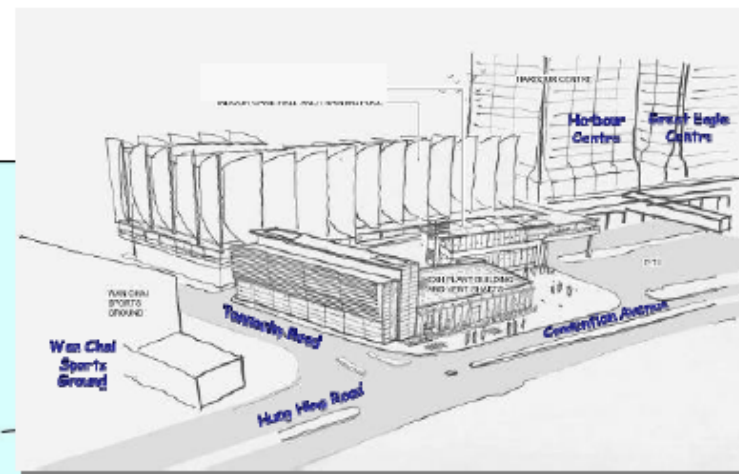 HARBOUR CENTRE
Harbour
Centre
Great Eagle
Centre
WAN CHAI
SPORTS
GROUND
PLANT BUILDING
AND VENT SHAFTS
Tonnochy Road
Convention Avenue
Wan Chai
Sports
Ground
Hung Hing Road